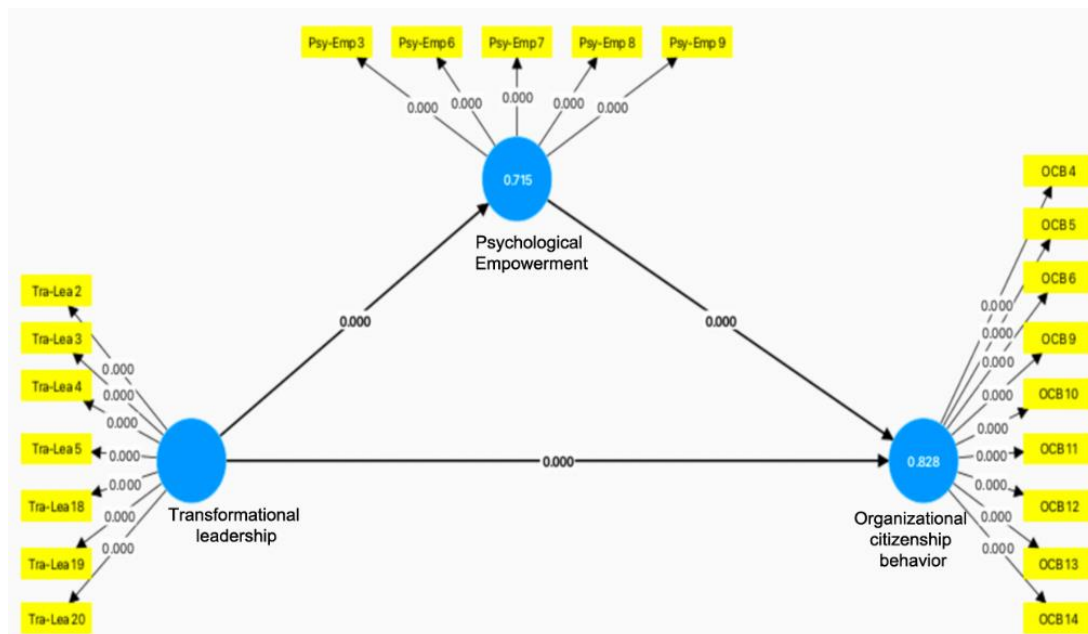 Psy-Emp 3
Psy-Emp 6
Psy-Emp 7
Psy-Emp 8
Psy-Emp 9
0.000
0.000
0.000
0.000
0.000
0.715
Psychological
Empowerment
0.000
0.000
0.000
Tra-Lea 2
Tra-Lea 3
Tra-Lea 4
Tra-Lea 5
Tra-Lea 18
Tra-Lea 19
Tra-Lea 20
0.000
0.000
0.000
0.000
0.000
0.000
0.000
Transformational
leadership
0.828
Organizational
citizenship
behavior
0.000
0.000
0.000
0.000
0.000
0.000
0.000
0.000
0.000
OCB 4
OCB 5
OCB 6
OCB 9
OCB 10
OCB 11
OCB 12
OCB 13
OCB 14